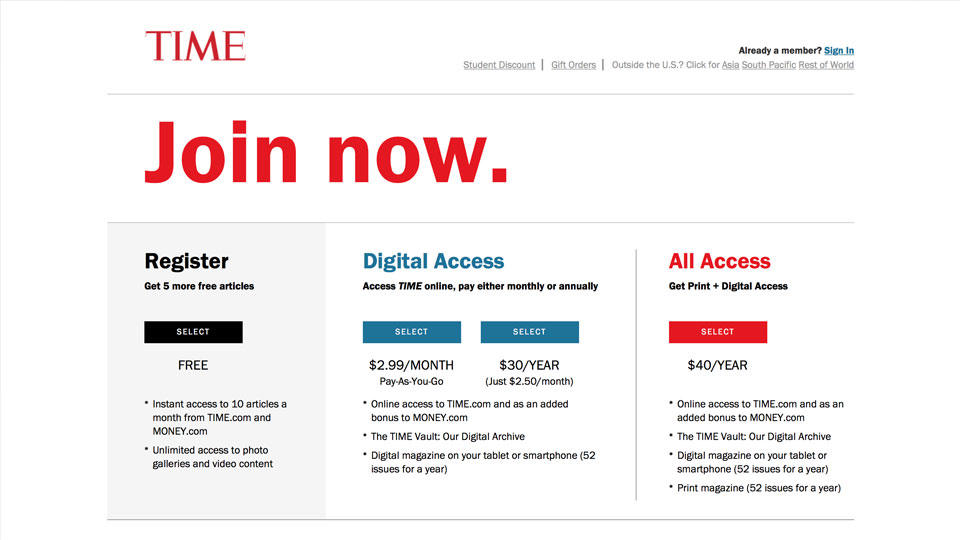 TIME
Already a member? Sign In
Student Discount | Gift Orders | Outside the U.S.? Click for Asia South Pacific Rest of World
Join now.
Register
Get 5 more free articles
SELECT
FREE
* Instant access to 10 articles a
month from TIME.com and
MONEY.com
* Unlimited access to photo
galleries and video content
Digital Access
Access TIME online, pay either monthly or annually
SELECT
$2.99/MONTH
Pay-As-You-Go
SELECT
$30/YEAR
(Just $2.50/month)
* Online access to TIME.com and as an added
bonus to MONEY.com
* The TIME Vault: Our Digital Archive
* Digital magazine on your tablet or smartphone (52
issues for a year)
All Access
Get Print + Digital Access
SELECT
$40/YEAR
* Online access to TIME.com and as an
added bonus to MONEY.com
* The TIME Vault: Our Digital Archive
* Digital magazine on your tablet or
smartphone (52 issues for a year)
* Print magazine (52 issues for a year)